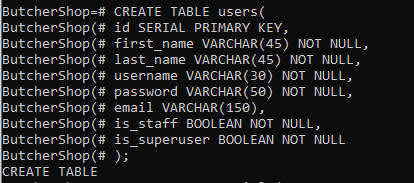 ButcherShop=# CREATE TABLE users(
ButcherShop(# id SERIAL PRIMARY KEY,
ButcherShop(# first_name VARCHAR(45) NOT NULL,
ButcherShop(# last_name VARCHAR(45) NOT NULL,
ButcherShop(# username VARCHAR(30) NOT NULL,
ButcherShop(# password VARCHAR(50) NOT NULL,
ButcherShop(# email VARCHAR(150),
ButcherShop(# is_staff BOOLEAN NOT NULL,
ButcherShop(# is_superuser BOOLEAN NOT NULL
ButcherShop(# );
CREATE TABLE